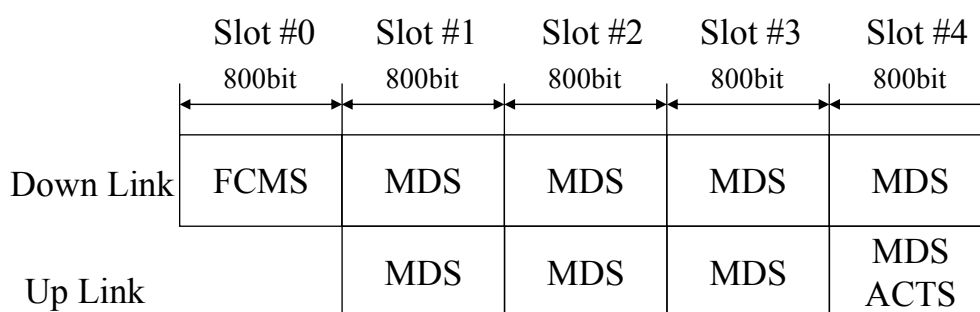 Slot #0 Slot #1 Slot #2 Slot #3 Slot #4
800bit 800bit 800bit 800bit 800bit
Down Link FCMS MDS MDS MDS MDS
Up Link MDS MDS MDS MDS
ACTS